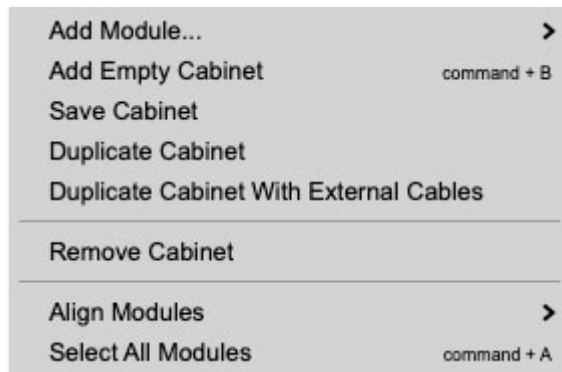 Add Module... >
Add Empty Cabinet command + B
Save Cabinet
Duplicate Cabinet
Duplicate Cabinet With External Cables
Remove Cabinet
Align Modules >
Select All Modules command + A